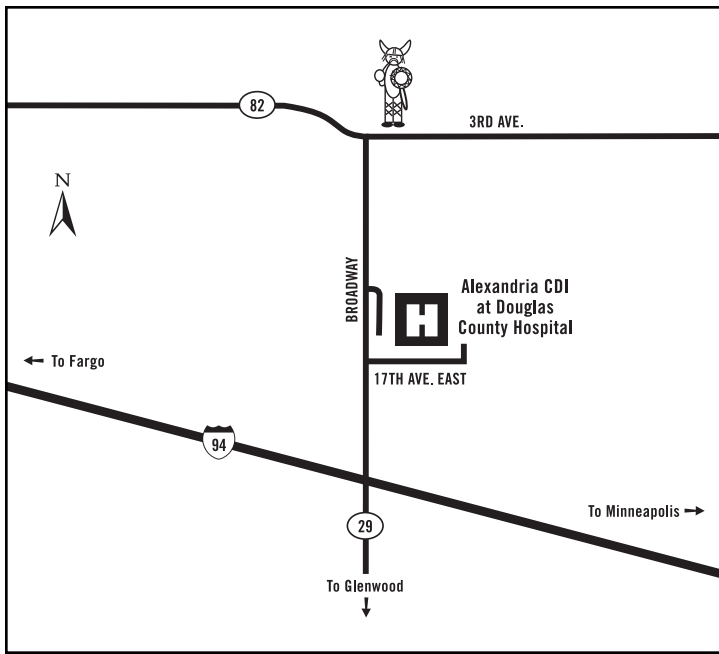 82
3RD AVE.
N
BROADWAY
Alexandria CDI
at Douglas
County Hospital
H
To Fargo
17TH AVE. EAST
94
To Minneapolis
29
To Glenwood